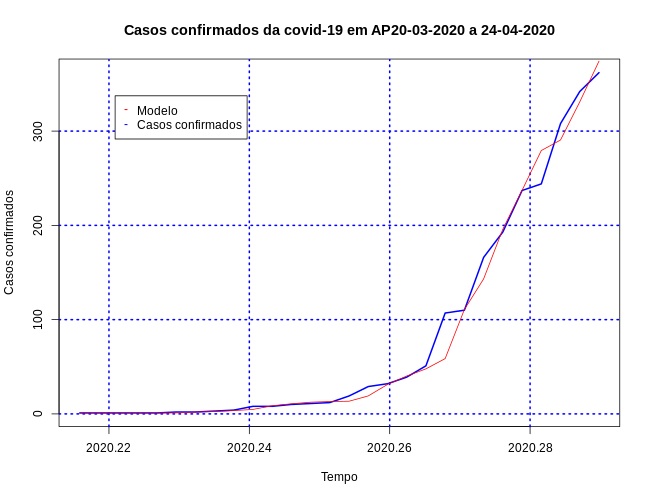 Casos confirmados da covid-19 em AP20-03-2020 a 24-04-2020
Modelo
Casos confirmados
Casos confirmados
300
200
100
0
2020.22 2020.24 2020.26 2020.28
Tempo